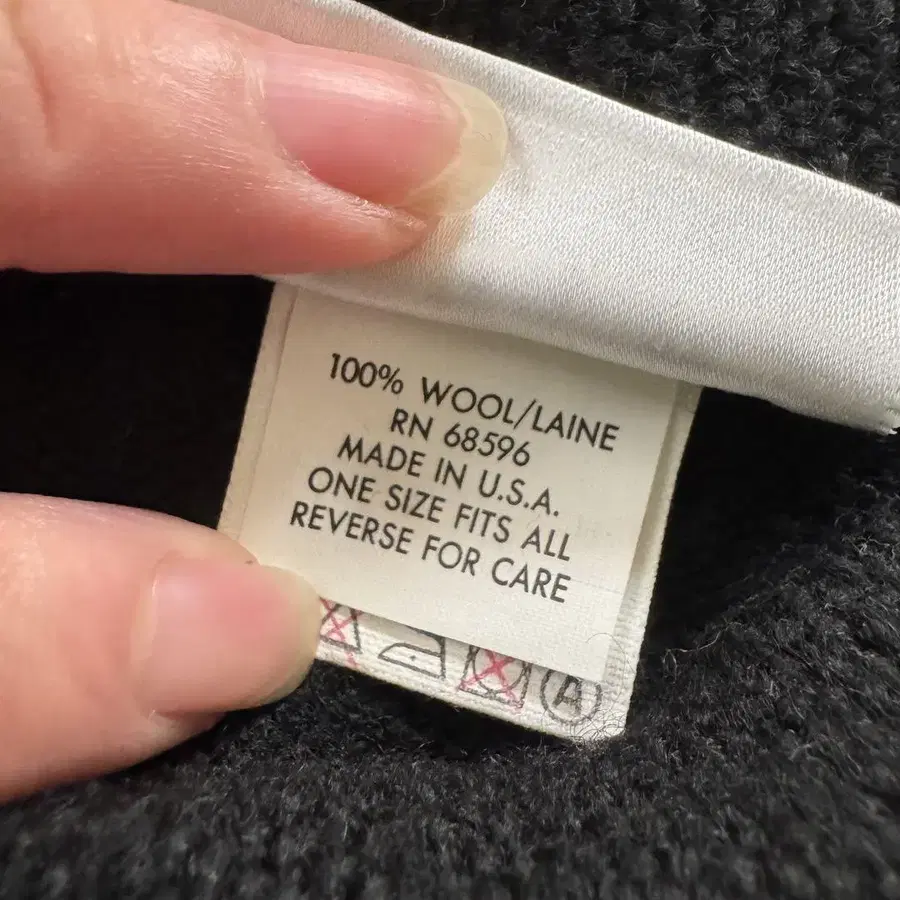 100% WOOL/LAINE
RN 68596
MADE IN U.S.A.
ONE SIZE FITS ALL
REVERSE FOR CARE
A